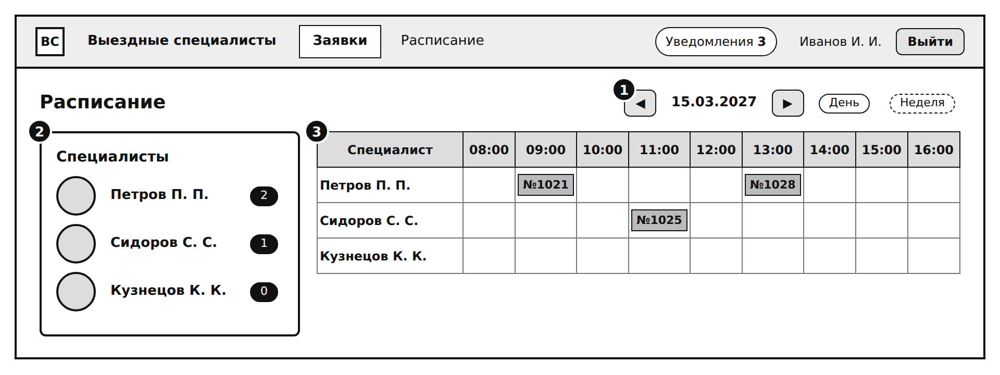 ВС Выездные специалисты Заявки Расписание Уведомления 3 Иванов И. И. Выйти
Расписание
1 ◀ 15.03.2027 ▶ День Неделя
2
Специалисты
Петров П. П. 2
Сидоров С. С. 1
Кузнецов К. К. 0
3
Специалист 08:00 09:00 10:00 11:00 12:00 13:00 14:00 15:00 16:00
Петров П. П. №1021 №1028
Сидоров С. С. №1025
Кузнецов К. К.